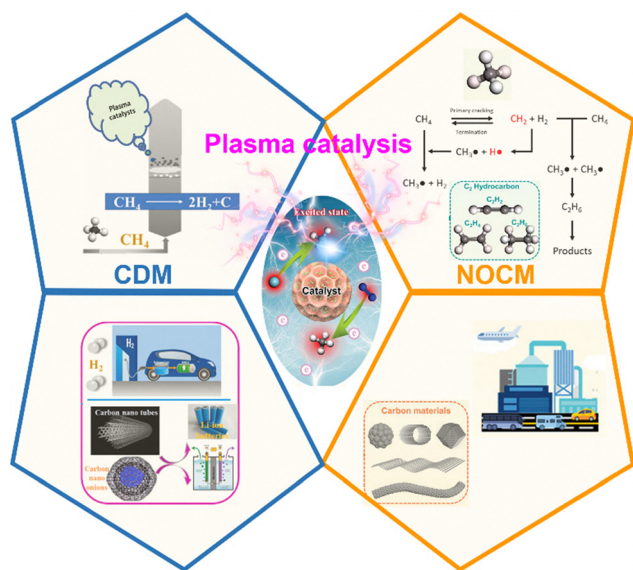 Plasma catalysis
Plasma
catalysts
CH₄ → 2H₂+C
CH₄
CDM
CH₄
Primary cracking
Termination
CH₂ + H₂
CH₄
CH₃• + H•
CH₃• + H₂
CH₃• + CH₃•
C₂H₆
Products
C₂ Hydrocarbon
C₂H₂
C₂H₄
NOCM
Excited state
Catalyst
e
e
e
e
e
e
H₂
H₂
Carbon nano tubes
Li-ion
Carbon
nano
onions
Carbon materials